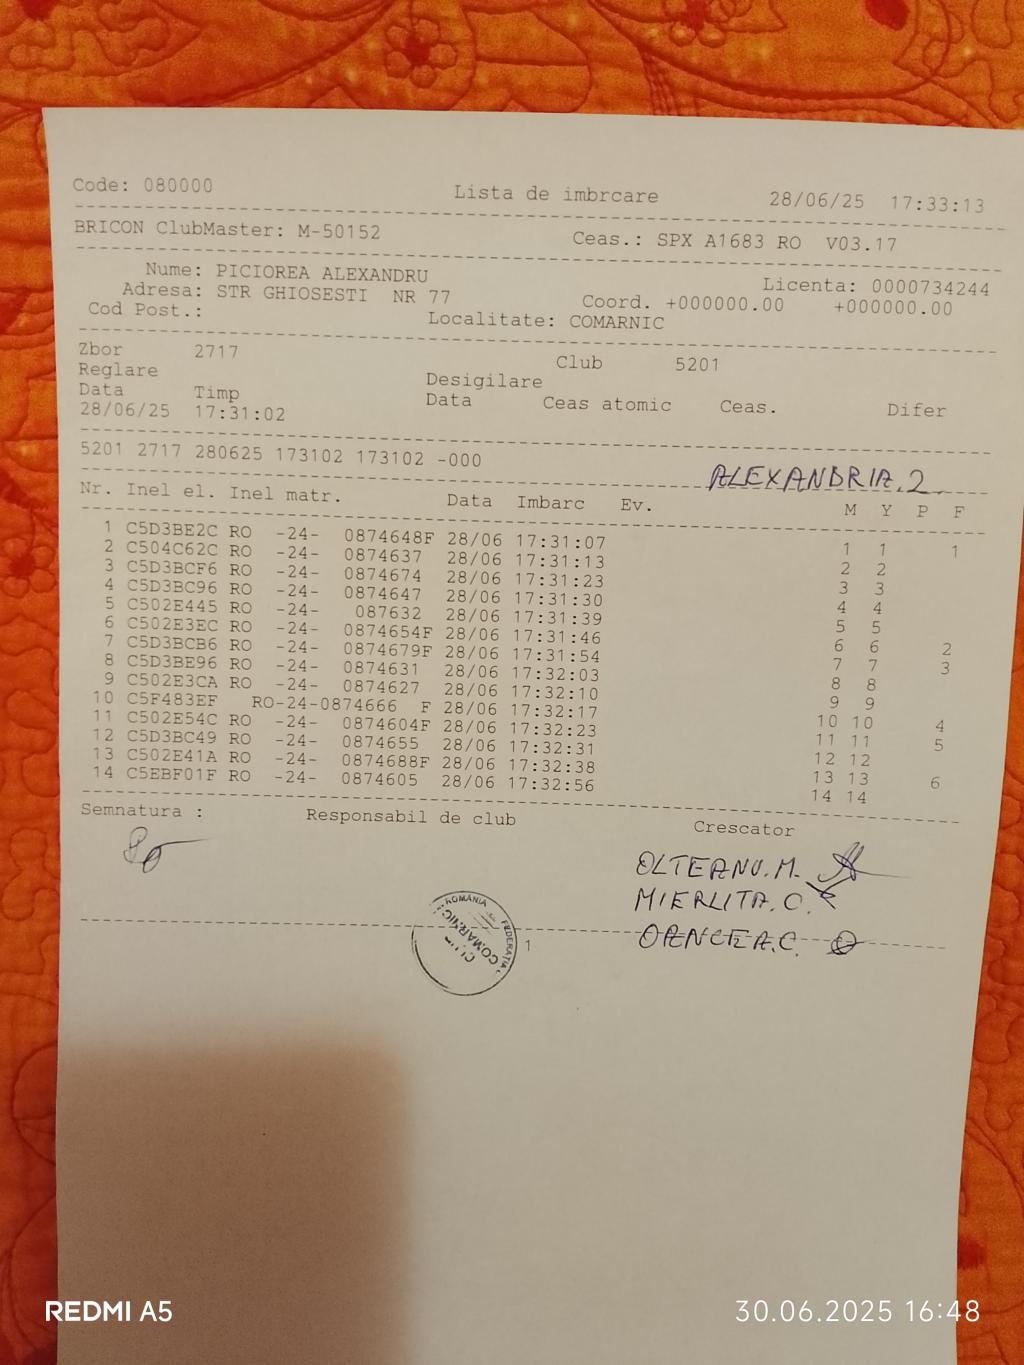 Code: 080000 Lista de imbrcare 28/06/25 17:33:13
BRICON ClubMaster: M-50152 Ceas.: SPX A1683 RO V03.17
Nume: PICIOREA ALEXANDRU Licenta: 0000734244
Adresa: STR GHIOSESTI NR 77 Coord. +000000.00 +000000.00
Cod Post.: Localitate: COMARNIC
Zbor 2717 Club 5201
Reglare Desigilare
Data Timp Data Ceas atomic Ceas. Difer
28/06/25 17:31:02
5201 2717 280625 173102 173102 -000
ALEXANDRIA.2
Nr. Inel el. Inel matr. Data Imbarc Ev. M Y P F
1 C5D3BE2C RO -24- 0874648F 28/06 17:31:07 1 1 1
2 C504C62C RO -24- 0874637 28/06 17:31:13 2 2
3 C5D3BCF6 RO -24- 0874674 28/06 17:31:23 3 3
4 C5D3BC96 RO -24- 0874647 28/06 17:31:30 4 4
5 C502E445 RO -24- 087632 28/06 17:31:39 5 5
6 C502E3EC RO -24- 0874654F 28/06 17:31:46 6 6 2
7 C5D3BCB6 RO -24- 0874679F 28/06 17:31:54 7 7 3
8 C5D3BE96 RO -24- 0874631 28/06 17:32:03 8 8
9 C502E3CA RO -24- 0874627 28/06 17:32:10 9 9
10 C5F483EF RO-24-0874666 F 28/06 17:32:17 10 10 4
11 C502E54C RO -24- 0874604F 28/06 17:32:23 11 11 5
12 C5D3BC49 RO -24- 0874655 28/06 17:32:31 12 12
13 C502E41A RO -24- 0874688F 28/06 17:32:38 13 13 6
14 C5EBF01F RO -24- 0874605 28/06 17:32:56 14 14
Semnatura : Responsabil de club Crescator
OLTEANU.M.
MIERLITA.C.
OANCEA.C.
ROMANIA
FEDERATIA
COMARNIC
1
REDMI A5 30.06.2025 16:48